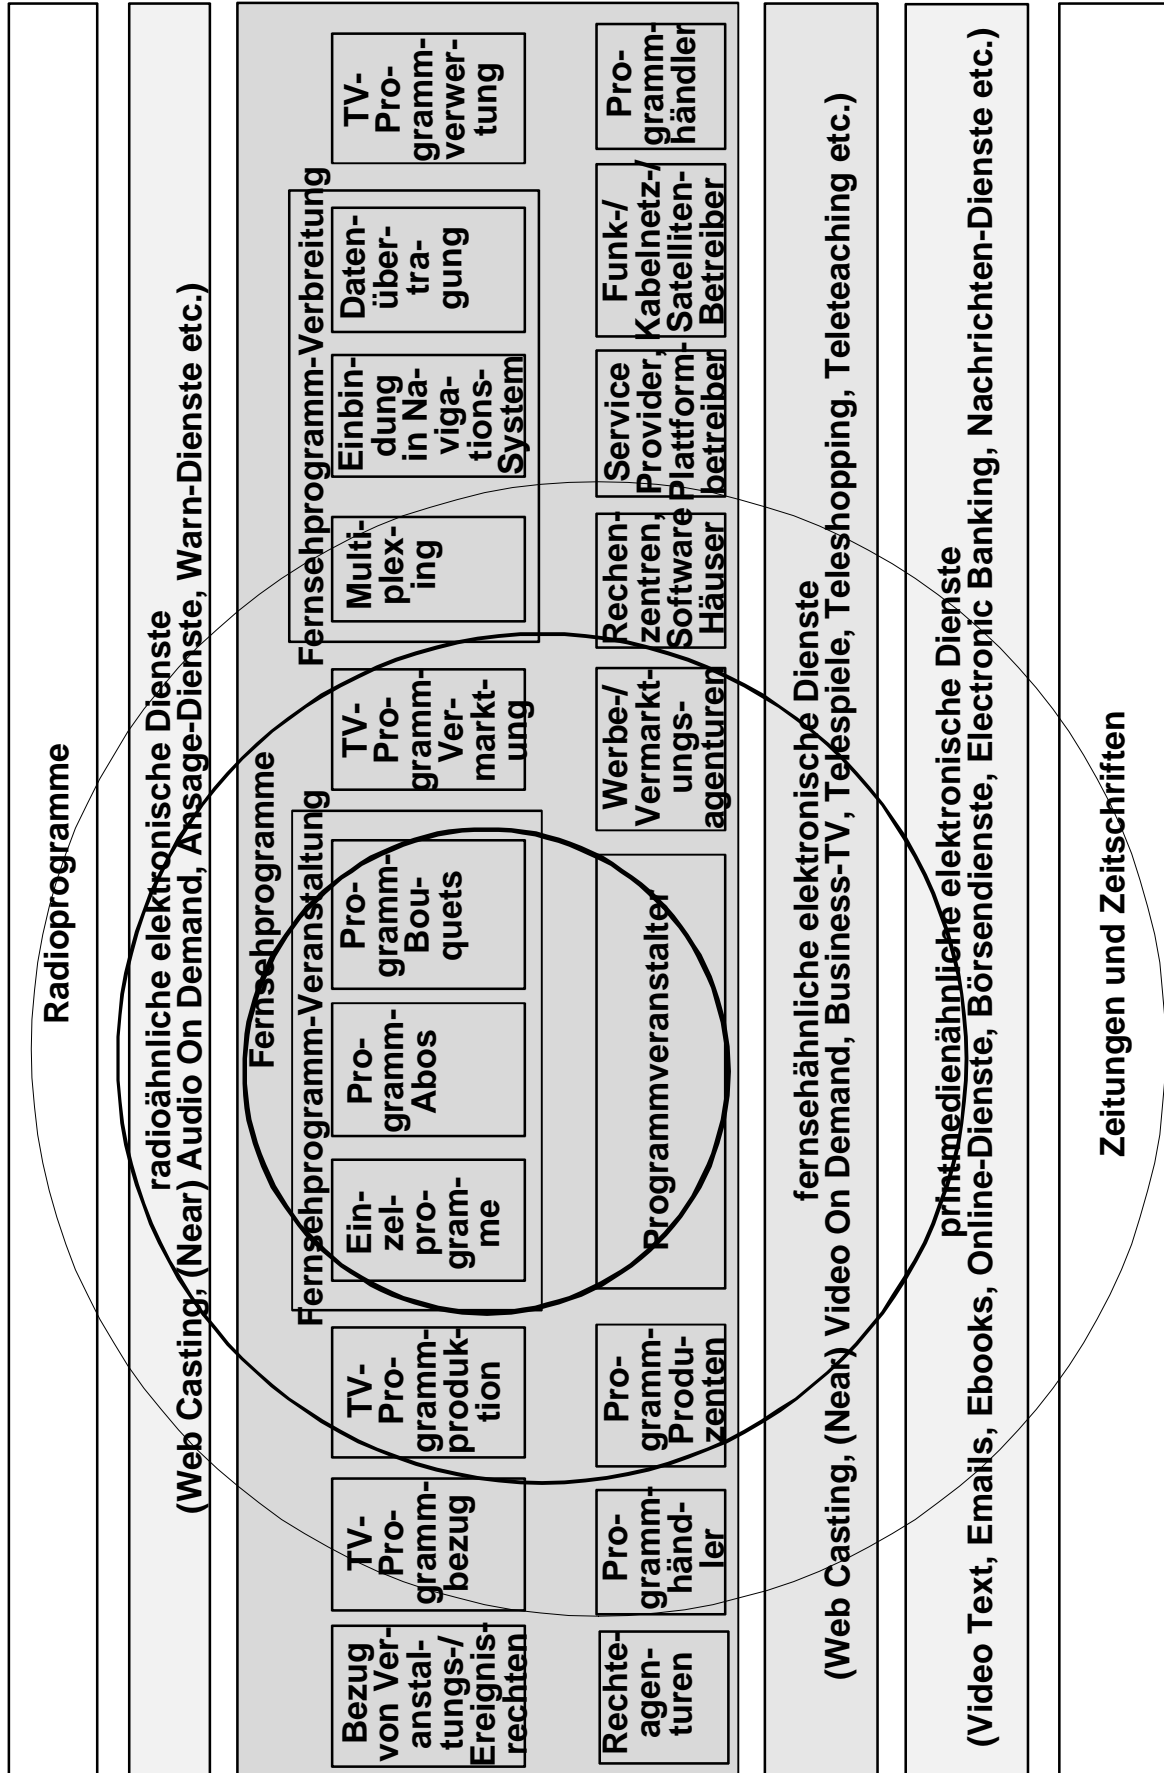 Radioprogramme
radioähnliche elektronische Dienste
(Web Casting, (Near) Audio On Demand, Ansage-Dienste, Warn-Dienste etc.)
Fernsehprogramme
Fernsehprogramm-Veranstaltung
Fernsehprogramm-Verbreitung
Bezug
von Ver-
anstal-
tungs-/
Ereignis-
rechten
TV-
Pro-
gramm-
bezug
TV-
Pro-
gramm-
produk-
tion
Ein-
zel-
pro-
gram-
me
Pro-
gramm-
Abos
Pro-
gramm-
Bou-
quets
TV-
Pro-
gramm-
Ver-
markt-
ung
Multi-
plex-
ing
Einbin-
dung
in Na-
viga-
tions-
System
Daten-
über-
tra-
gung
TV-
Pro-
gramm-
verwer-
tung
Rechte-
agen-
turen
Pro-
gramm-
händ-
ler
Pro-
gramm-
Produ-
zenten
Programmveranstalter
Werbe-/
Vermarkt-
ungs-
agenturen
Rechen-
zentren,
Software
Häuser
Service
Provider,
Plattform-
betreiber
Funk-/
Kabelnetz-/
Satelliten-
Betreiber
Pro-
gramm-
händler
fernsehähnliche elektronische Dienste
(Web Casting, (Near) Video On Demand, Business-TV, Telespiele, Teleshopping, Teleteaching etc.)
printmedienähnliche elektronische Dienste
(Video Text, Emails, Ebooks, Online-Dienste, Börsendienste, Electronic Banking, Nachrichten-Dienste etc.)
Zeitungen und Zeitschriften